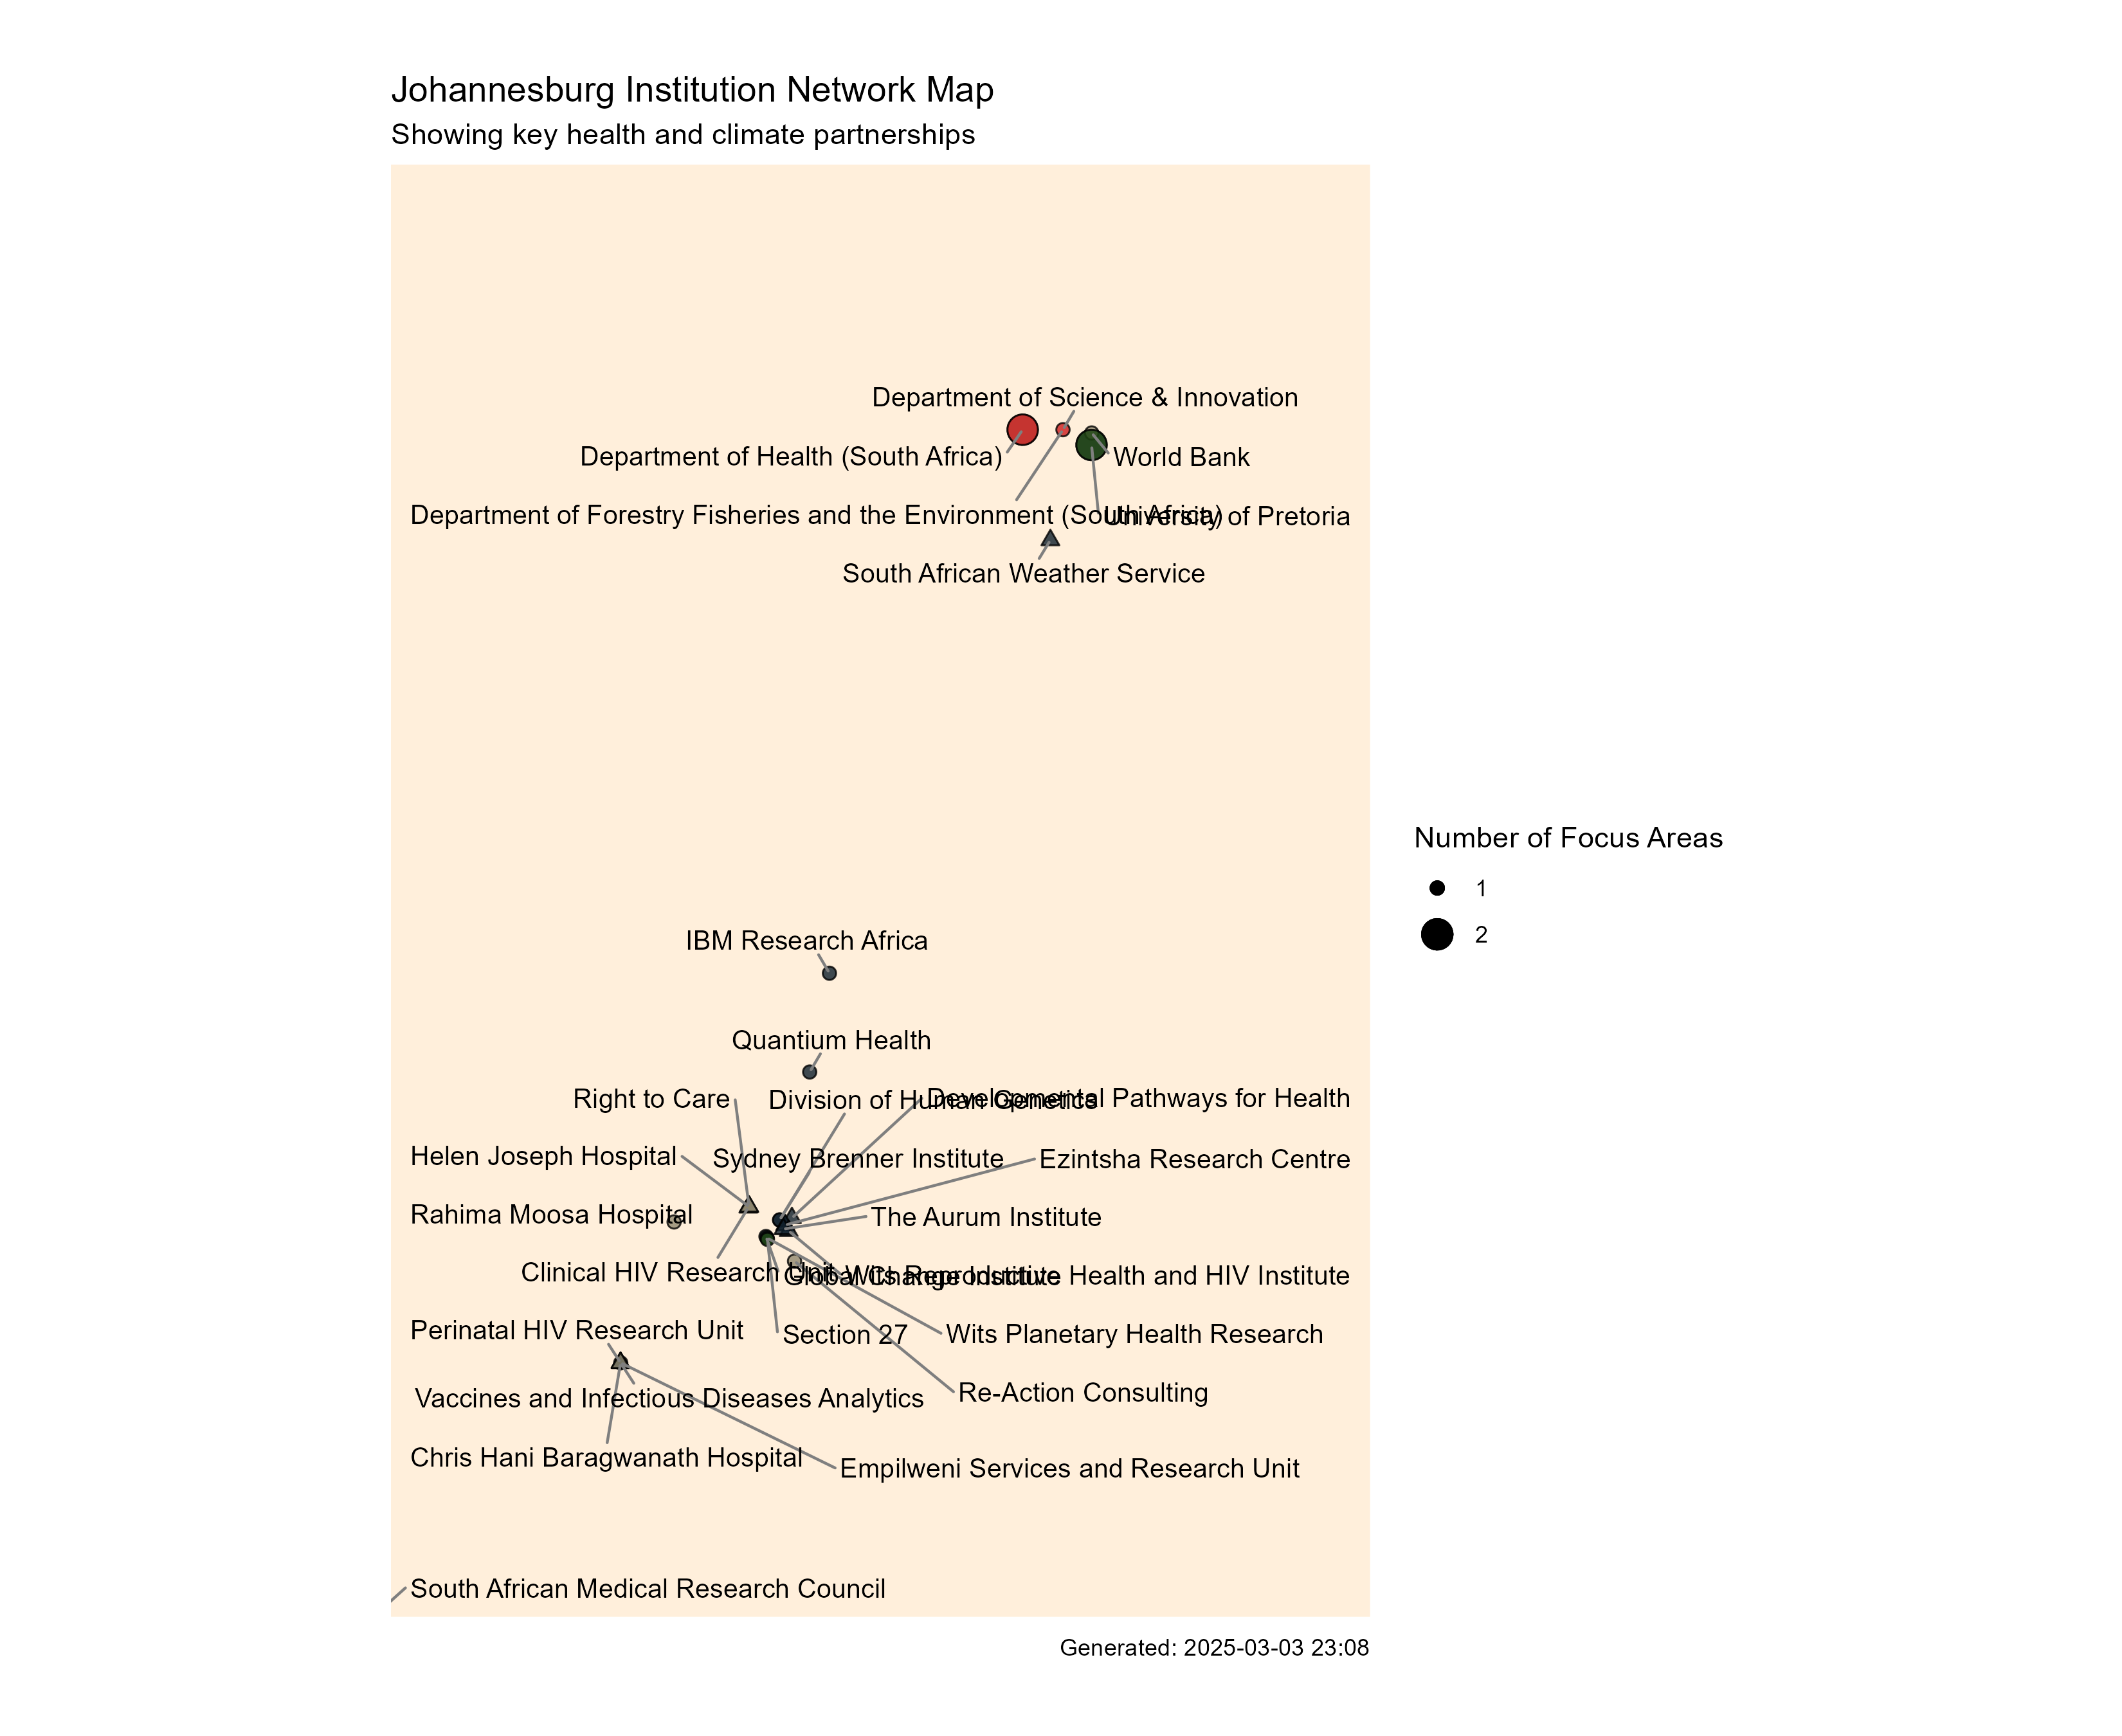 Johannesburg Institution Network Map
Showing key health and climate partnerships
Department of Science & Innovation
Department of Health (South Africa)
World Bank
Department of Forestry Fisheries and the Environment (South Africa)
University of Pretoria
South African Weather Service
Number of Focus Areas
1
2
IBM Research Africa
Quantium Health
Right to Care
Division of Human Genetics
Developmental Pathways for Health
Helen Joseph Hospital
Sydney Brenner Institute
Ezintsha Research Centre
Rahima Moosa Hospital
The Aurum Institute
Clinical HIV Research Unit
Global Change Institute
Wits Reproductive Health and HIV Institute
Perinatal HIV Research Unit
Section 27
Wits Planetary Health Research
Vaccines and Infectious Diseases Analytics
Re-Action Consulting
Chris Hani Baragwanath Hospital
Empilweni Services and Research Unit
South African Medical Research Council
Generated: 2025-03-03 23:08